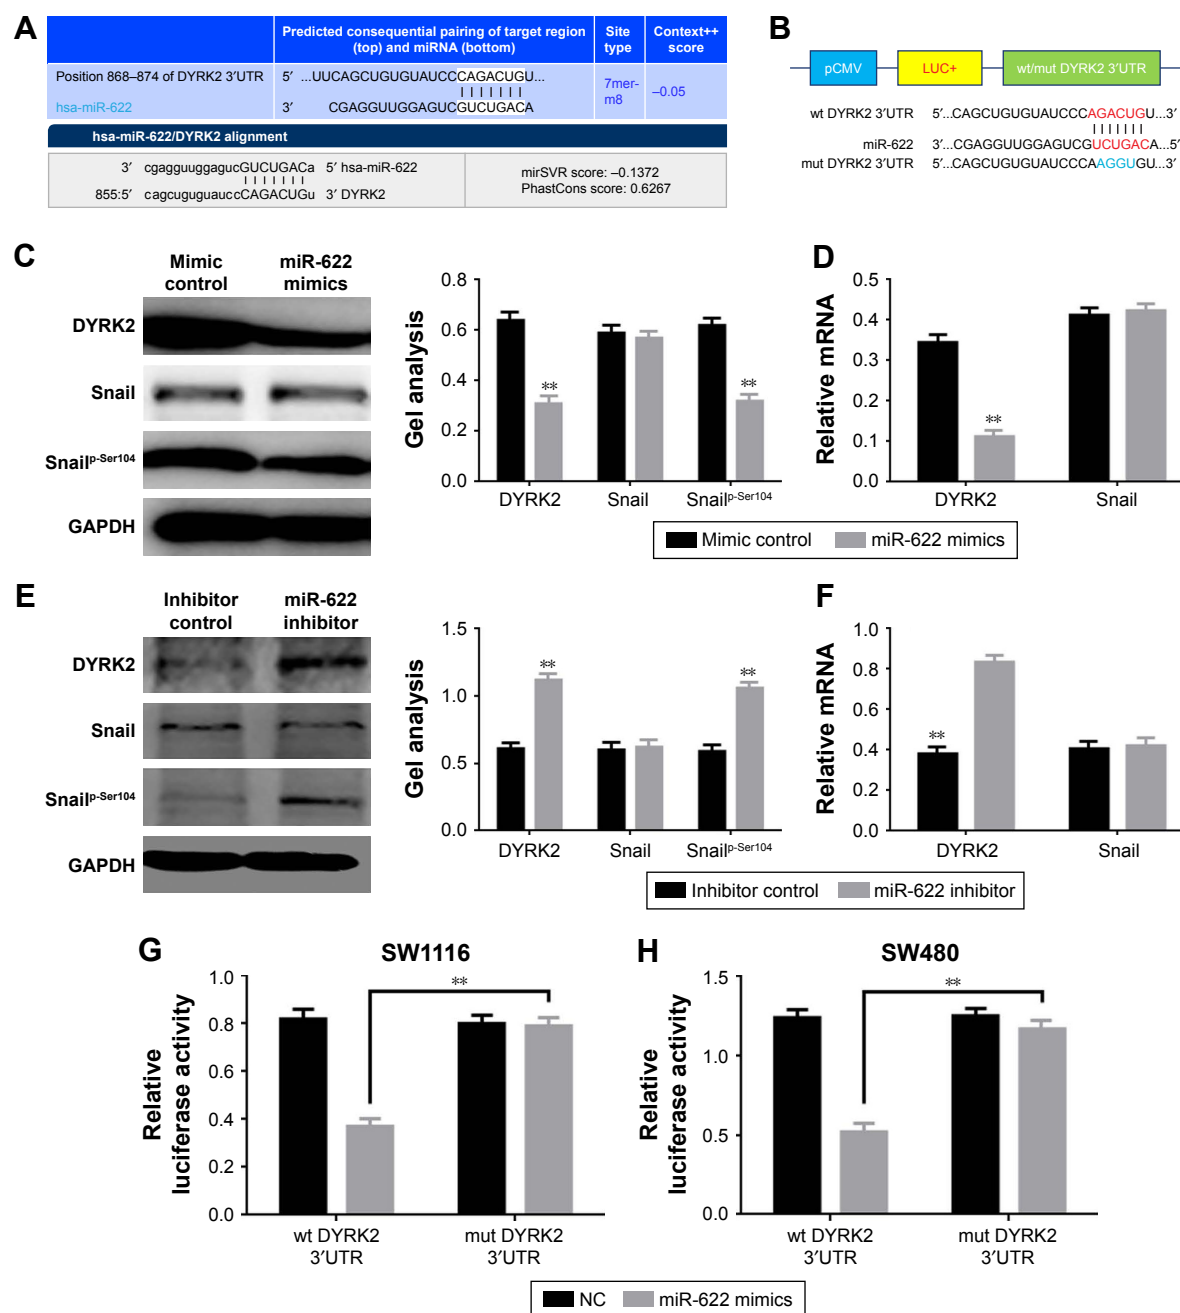 A
Predicted consequential pairing of target region
(top) and miRNA (bottom)
Site
type
Context++
score
Position 868–874 of DYRK2 3′UTR
5′ ...UUCAGCUGUGUAUCCCAGACUGU...
hsa-miR-622
3′ CGAGGUUGGAGUCGUCUGACA
7mer-
m8
–0.05
hsa-miR-622/DYRK2 alignment
3′ cgagguuggagucGUCUGACa 5′ hsa-miR-622
855:5′ cagcuguguauccCAGACUGu 3′ DYRK2
mirSVR score: –0.1372
PhastCons score: 0.6267
B
pCMV
LUC+
wt/mut DYRK2 3′UTR
wt DYRK2 3′UTR 5′...CAGCUGUGUAUCCCAGACUGU...3′
miR-622 3′...CGAGGUUGGAGUCGUCUGACA...5′
mut DYRK2 3′UTR 5′...CAGCUGUGUAUCCCAAGGUGU...3′
C
Mimic
control
miR-622
mimics
DYRK2
Snail
Snailp-Ser104
GAPDH
Gel analysis
0.8
0.6
0.4
0.2
0.0
**
**
DYRK2
Snail
Snailp-Ser104
D
Relative mRNA
0.5
0.4
0.3
0.2
0.1
0.0
**
DYRK2
Snail
Mimic control
miR-622 mimics
E
Inhibitor
control
miR-622
inhibitor
DYRK2
Snail
Snailp-Ser104
GAPDH
Gel analysis
1.5
1.0
0.5
0.0
**
**
DYRK2
Snail
Snailp-Ser104
F
Relative mRNA
1.0
0.8
0.6
0.4
0.2
0.0
**
DYRK2
Snail
Inhibitor control
miR-622 inhibitor
G
SW1116
Relative
luciferase activity
1.0
0.8
0.6
0.4
0.2
0.0
**
wt DYRK2
3′UTR
mut DYRK2
3′UTR
H
SW480
Relative
luciferase activity
1.5
1.0
0.5
0.0
**
wt DYRK2
3′UTR
mut DYRK2
3′UTR
NC
miR-622 mimics